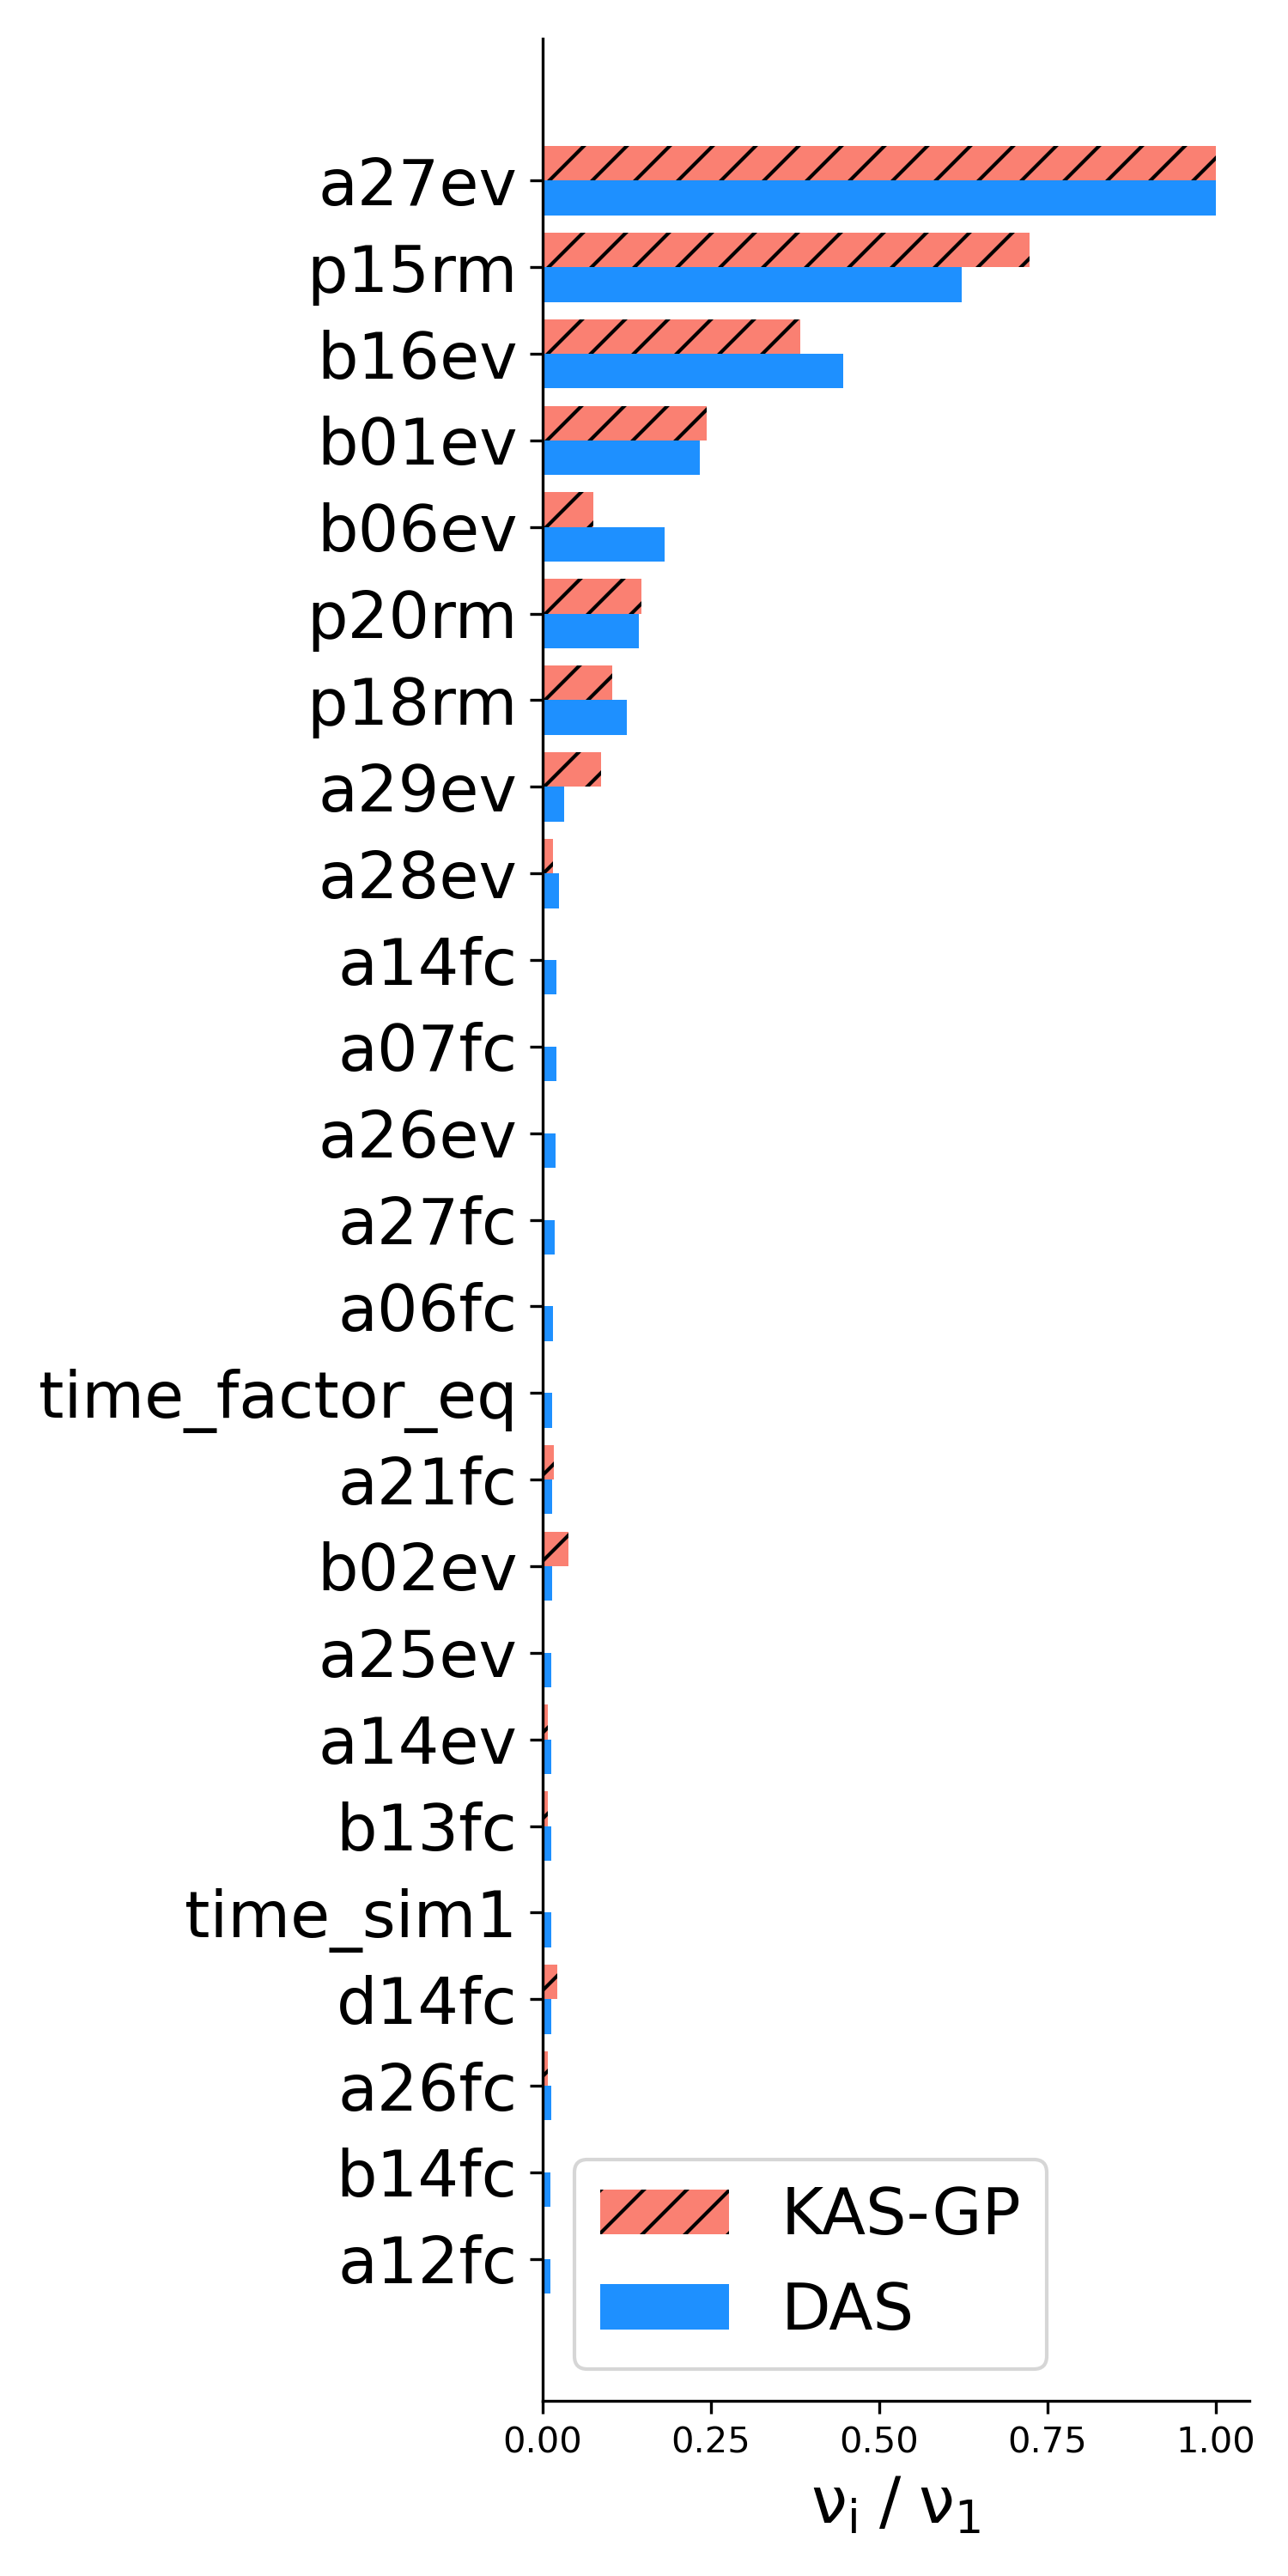 a27ev
p15rm
b16ev
b01ev
b06ev
p20rm
p18rm
a29ev
a28ev
a14fc
a07fc
a26ev
a27fc
a06fc
time_factor_eq
a21fc
b02ev
a25ev
a14ev
b13fc
time_sim1
d14fc
a26fc
b14fc
a12fc
KAS-GP
DAS
0.00 0.25 0.50 0.75 1.00
νi / ν1